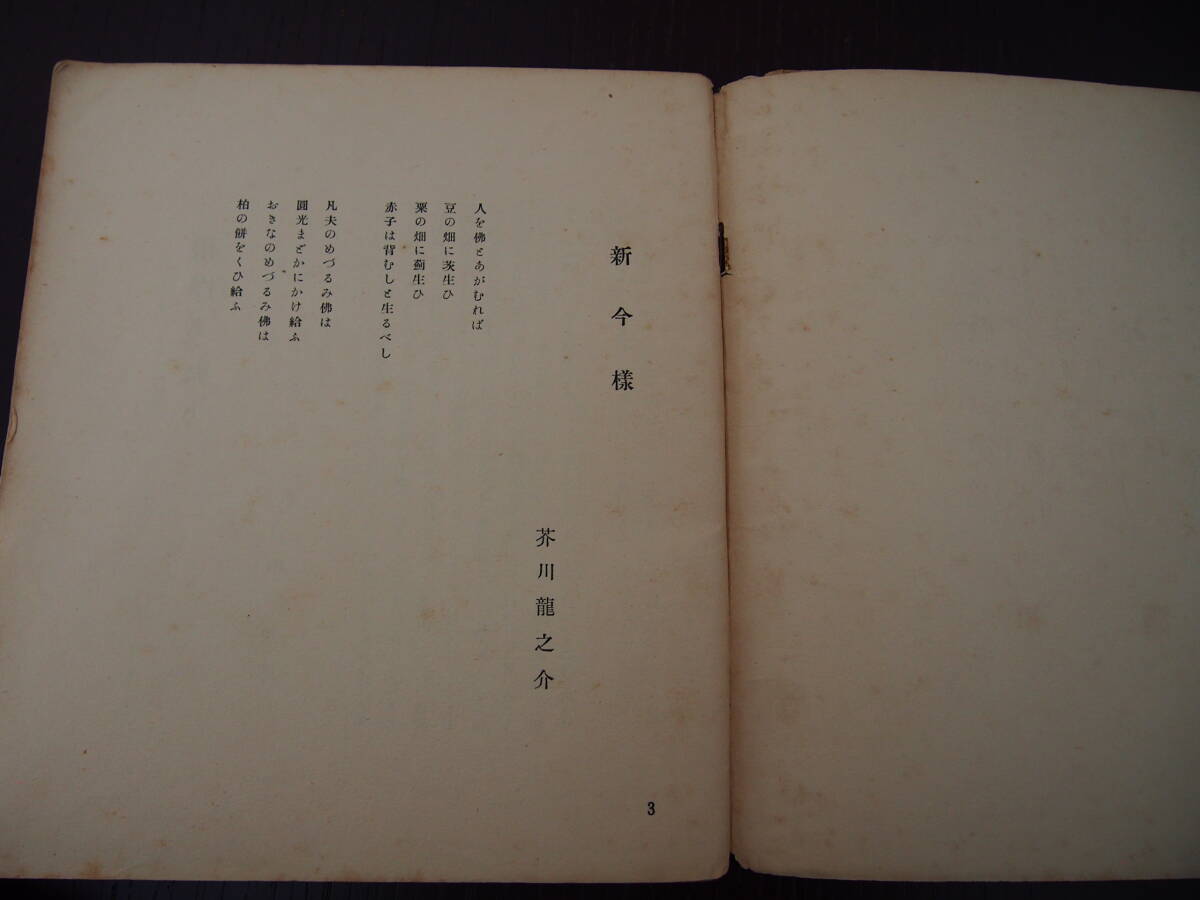 新今樣
芥川龍之介
人を佛とあがむれば
豆の畑に茨生ひ
粟の畑に薊生ひ
赤子は背むしと生るべし
凡夫のめづるみ佛は
圓光まどかにかけ給ふ
おきなのめづるみ佛は
柏の餅をくひ給ふ
3